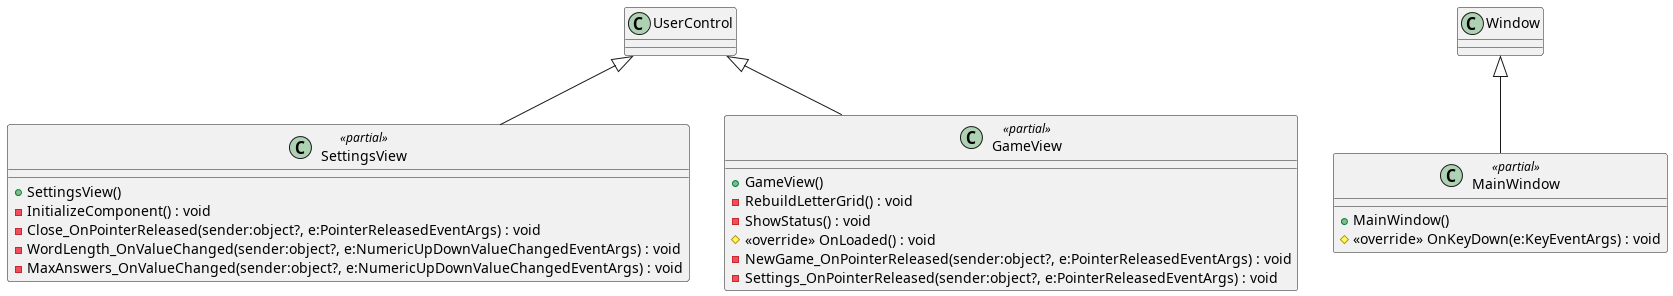 C UserControl
C Window
«partial»
C SettingsView
SettingsView()
InitializeComponent() : void
Close_OnPointerReleased(sender:object?, e:PointerReleasedEventArgs) : void
WordLength_OnValueChanged(sender:object?, e:NumericUpDownValueChangedEventArgs) : void
MaxAnswers_OnValueChanged(sender:object?, e:NumericUpDownValueChangedEventArgs) : void
«partial»
C GameView
GameView()
RebuildLetterGrid() : void
ShowStatus() : void
«override» OnLoaded() : void
NewGame_OnPointerReleased(sender:object?, e:PointerReleasedEventArgs) : void
Settings_OnPointerReleased(sender:object?, e:PointerReleasedEventArgs) : void
«partial»
C MainWindow
MainWindow()
«override» OnKeyDown(e:KeyEventArgs) : void